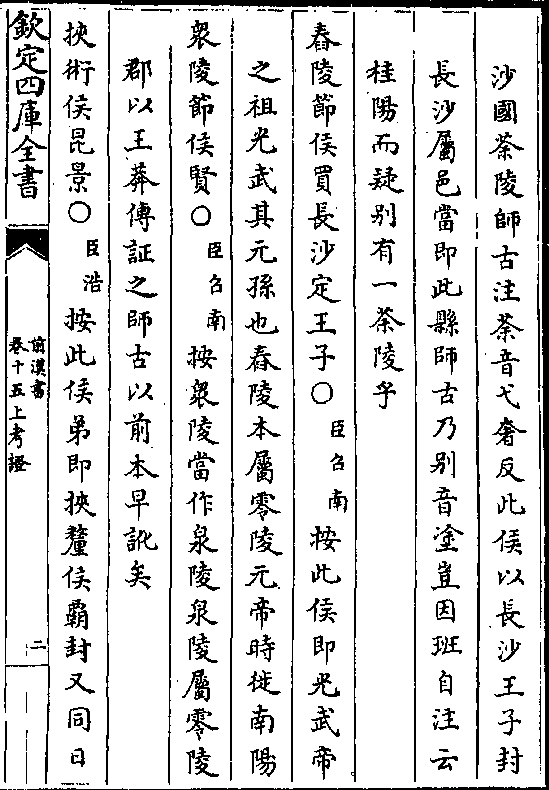 沙國荼陵師古注荼音弋奢反此侯以長沙王子封
長沙屬邑當即此縣師古乃别音塗豈因班自注云
桂陽而疑别有一荼陵乎
舂陵節侯買長沙定王子○臣召南按此侯即光武帝
之祖光武其元孫也舂陵本屬零陵元帝時徙南陽
衆陵節侯賢○臣召南按衆陵當作泉陵泉陵屬零陵
郡以王莽傳証之師古以前本早訛矣
挾術侯昆景○臣浩按此侯弟即挾釐侯霸封又同日
欽定四庫全書
前漢書
卷十五上考證
二